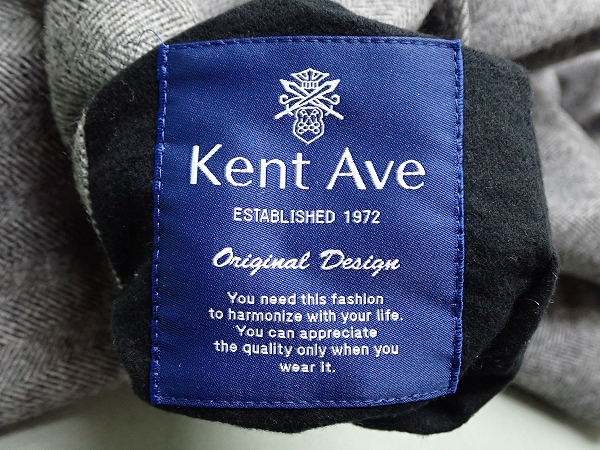 Kent Ave
ESTABLISHED 1972
Original Design
You need this fashion
to harmonize with your life.
You can appreciate
the quality only when you
wear It.